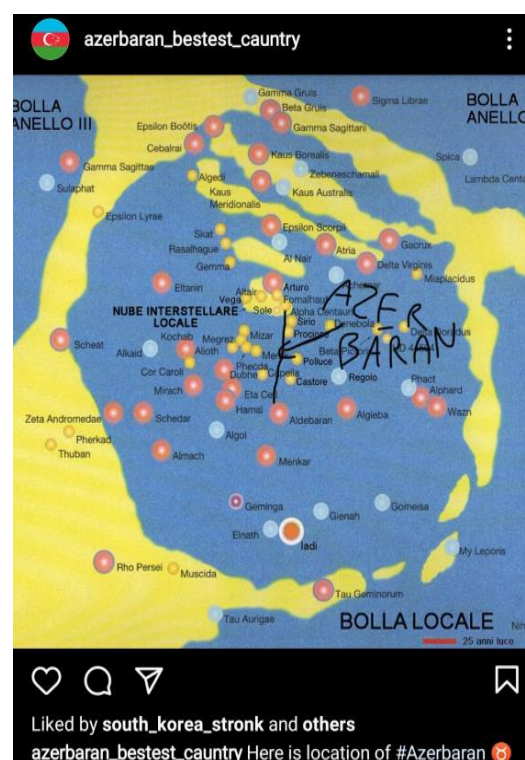 azerbaran_bestest_cauntry
Gamma Gruis
BOLLA
ANELLO III
Beta Gruis
Sigma Librae
BOLLA
ANELLO
Epsilon Boötis
Gamma Sagittarii
Cebalrai
Kaus Borealis
Spica
Gamma Sagittae
Zebeneschamali
Sulaphat
Algedi
Kaus Australis
Kaus
Meridionalis
Epsilon Lyrae
Epsilon Scorpii
Skat
Atria
Gacrux
Rasalhague
Al Nair
Gemma
Delta Virginis
Miaplacidus
Eltanin
Arturo
Altair
Fomalhaut
Vega
AZER
BARAN
NUBE INTERSTELLARE
LOCALE
Sole
Alpha Centauri
Sirio
Denebola
Procione
Kochab
Mizar
Megrez
Scheat
Alkaid
Alioth
Polluce
Phecda
Cor Caroli
Dubhe
Capella
Regolo
Castore
Mirach
Eta Ceti
Phact
Alphard
Hamal
Zeta Andromedae
Schedar
Aldebaran
Algieba
Wazn
Pherkad
Algol
Thuban
Almach
Menkar
Geminga
Gienah
Gomeisa
Elnath
Iadi
My Leporis
Rho Persei
Muscida
Tau Geminorum
Tau Aurigae
BOLLA LOCALE
25 anni luce
Liked by south_korea_stronk and others
azerbaran_bestest_cauntry Here is location of #Azerbaran ♉